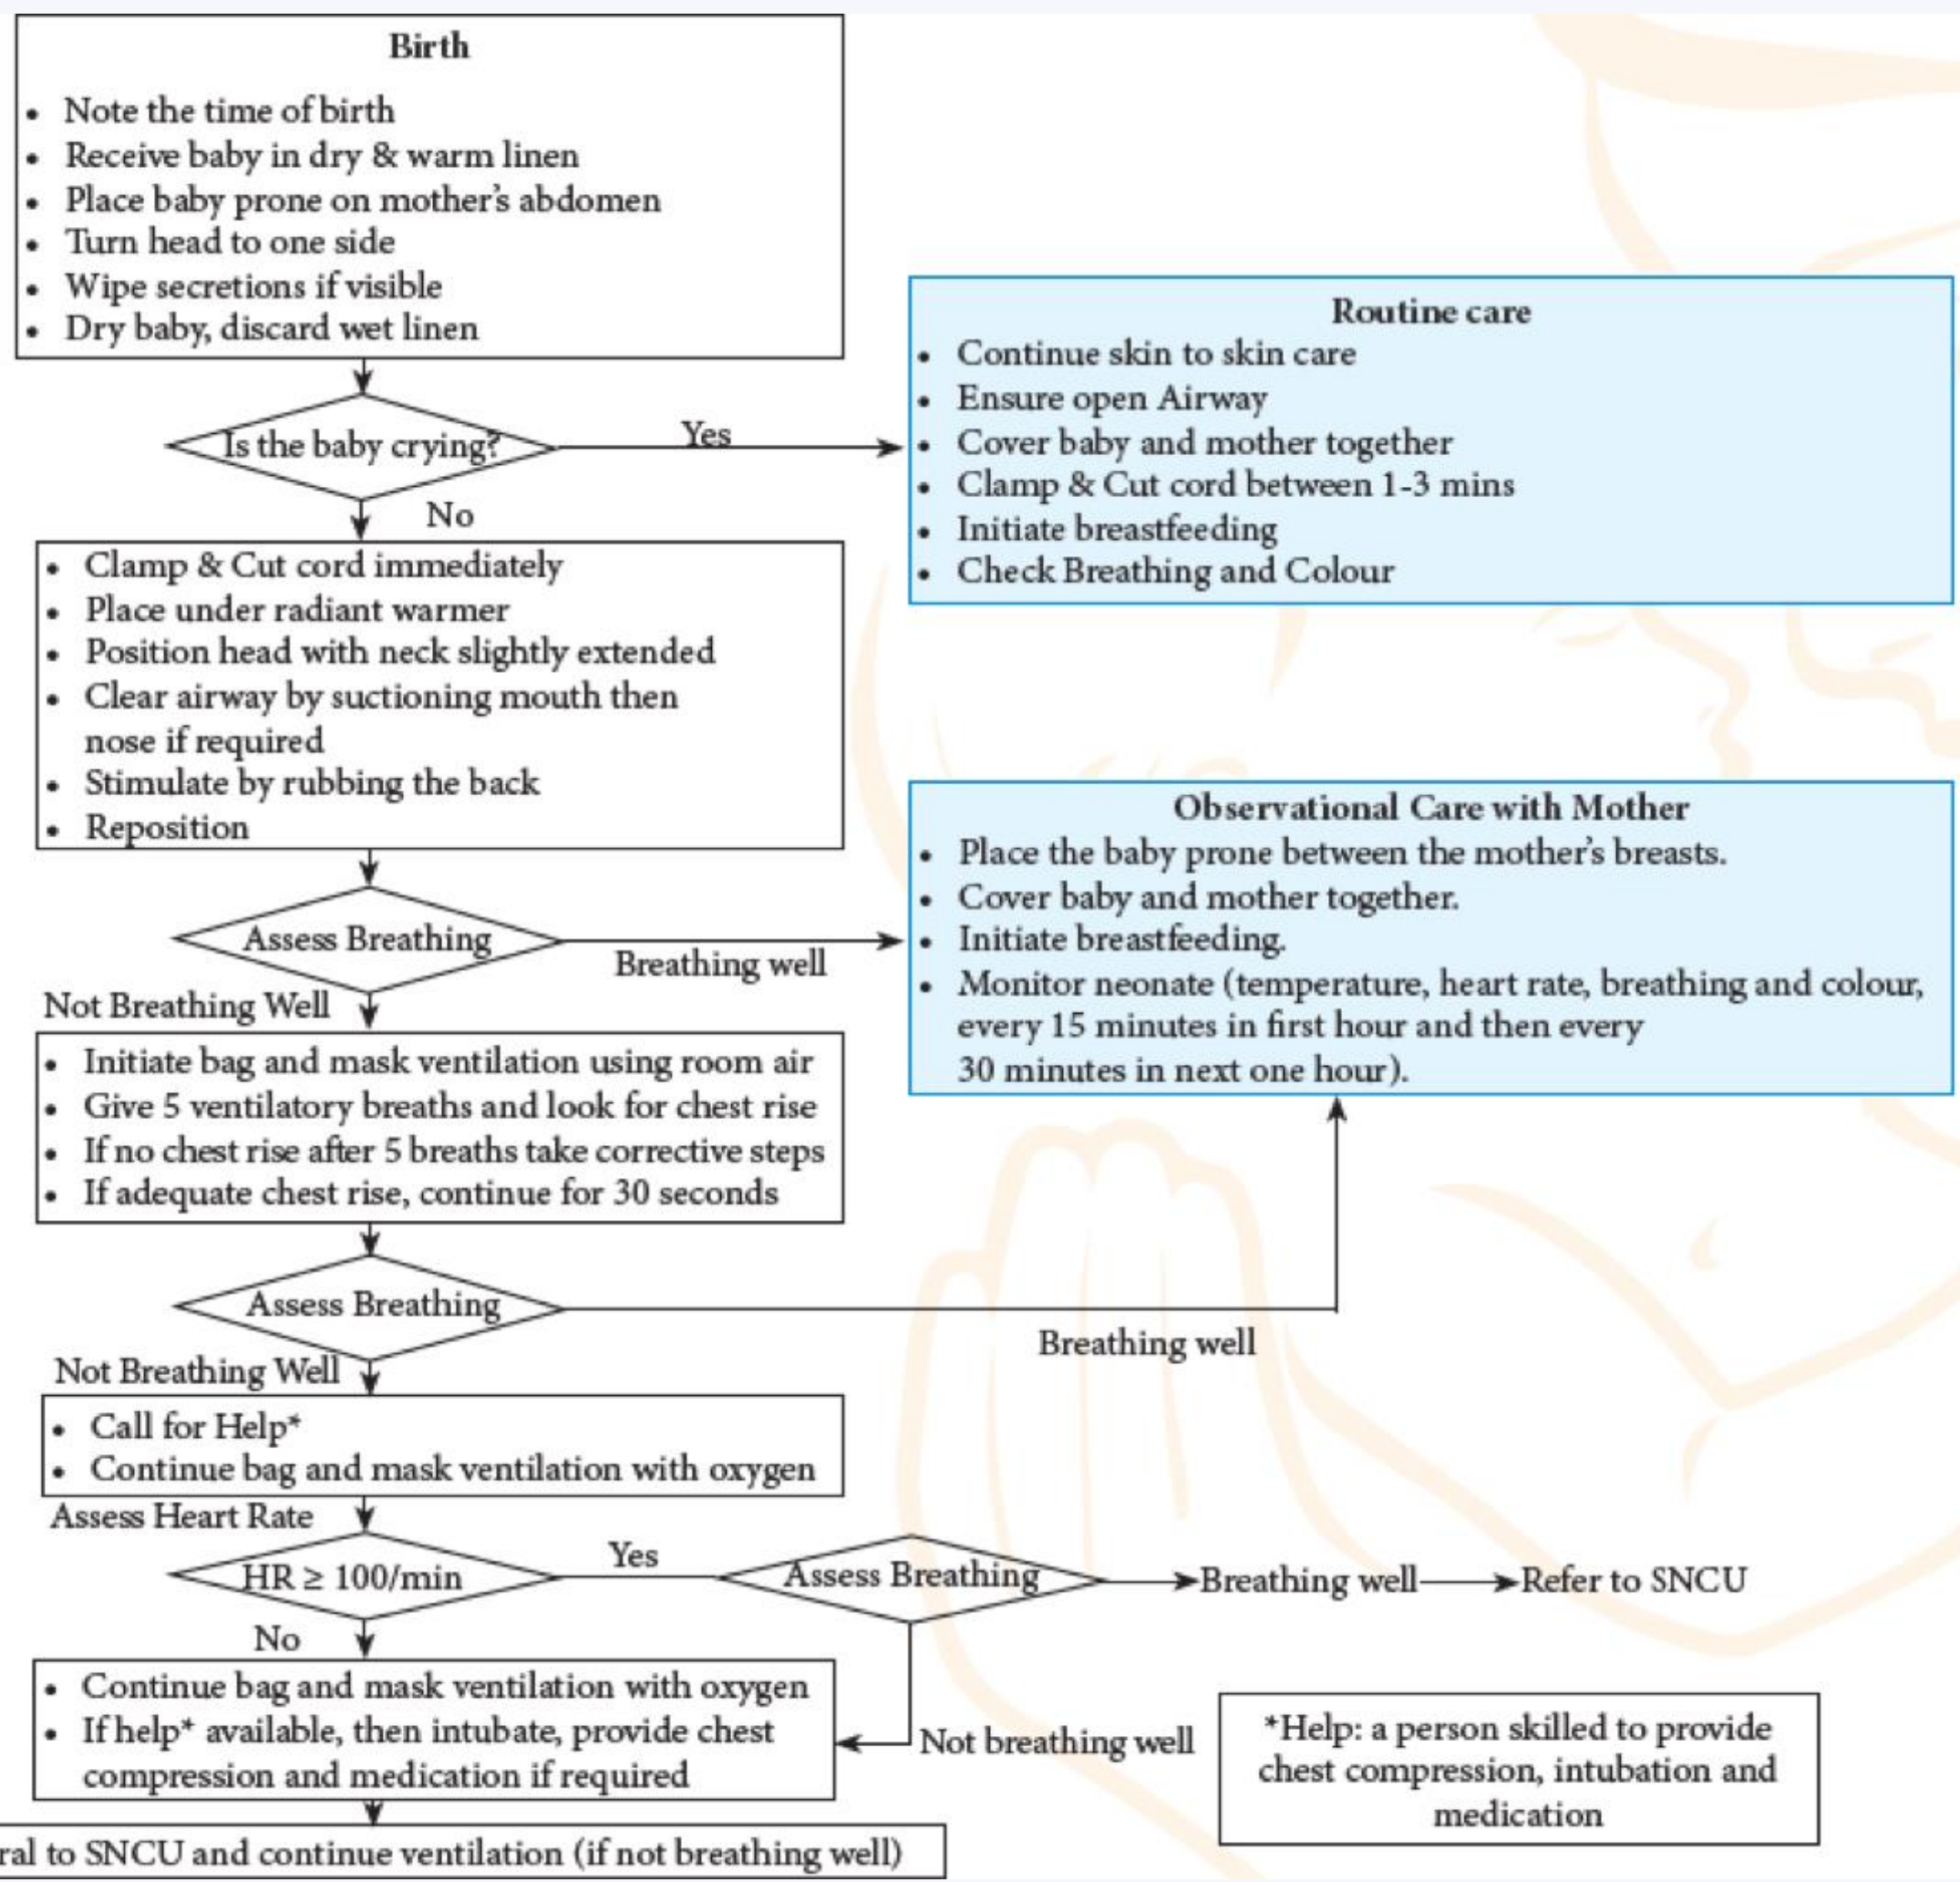 Birth
• Note the time of birth
• Receive baby in dry & warm linen
• Place baby prone on mother's abdomen
• Turn head to one side
• Wipe secretions if visible
• Dry baby, discard wet linen
Is the baby crying?
Yes
Routine care
• Continue skin to skin care
• Ensure open Airway
• Cover baby and mother together
• Clamp & Cut cord between 1-3 mins
• Initiate breastfeeding
• Check Breathing and Colour
No
• Clamp & Cut cord immediately
• Place under radiant warmer
• Position head with neck slightly extended
• Clear airway by suctioning mouth then
nose if required
• Stimulate by rubbing the back
• Reposition
Assess Breathing
Breathing well
Observational Care with Mother
• Place the baby prone between the mother's breasts.
• Cover baby and mother together.
• Initiate breastfeeding.
• Monitor neonate (temperature, heart rate, breathing and colour,
every 15 minutes in first hour and then every
30 minutes in next one hour).
Not Breathing Well
• Initiate bag and mask ventilation using room air
• Give 5 ventilatory breaths and look for chest rise
• If no chest rise after 5 breaths take corrective steps
• If adequate chest rise, continue for 30 seconds
Assess Breathing
Breathing well
Not Breathing Well
• Call for Help*
• Continue bag and mask ventilation with oxygen
Assess Heart Rate
HR ≥ 100/min
Yes
Assess Breathing
Breathing well
Refer to SNCU
No
• Continue bag and mask ventilation with oxygen
• If help* available, then intubate, provide chest
compression and medication if required
Not breathing well
*Help: a person skilled to provide
chest compression, intubation and
medication
ral to SNCU and continue ventilation (if not breathing well)